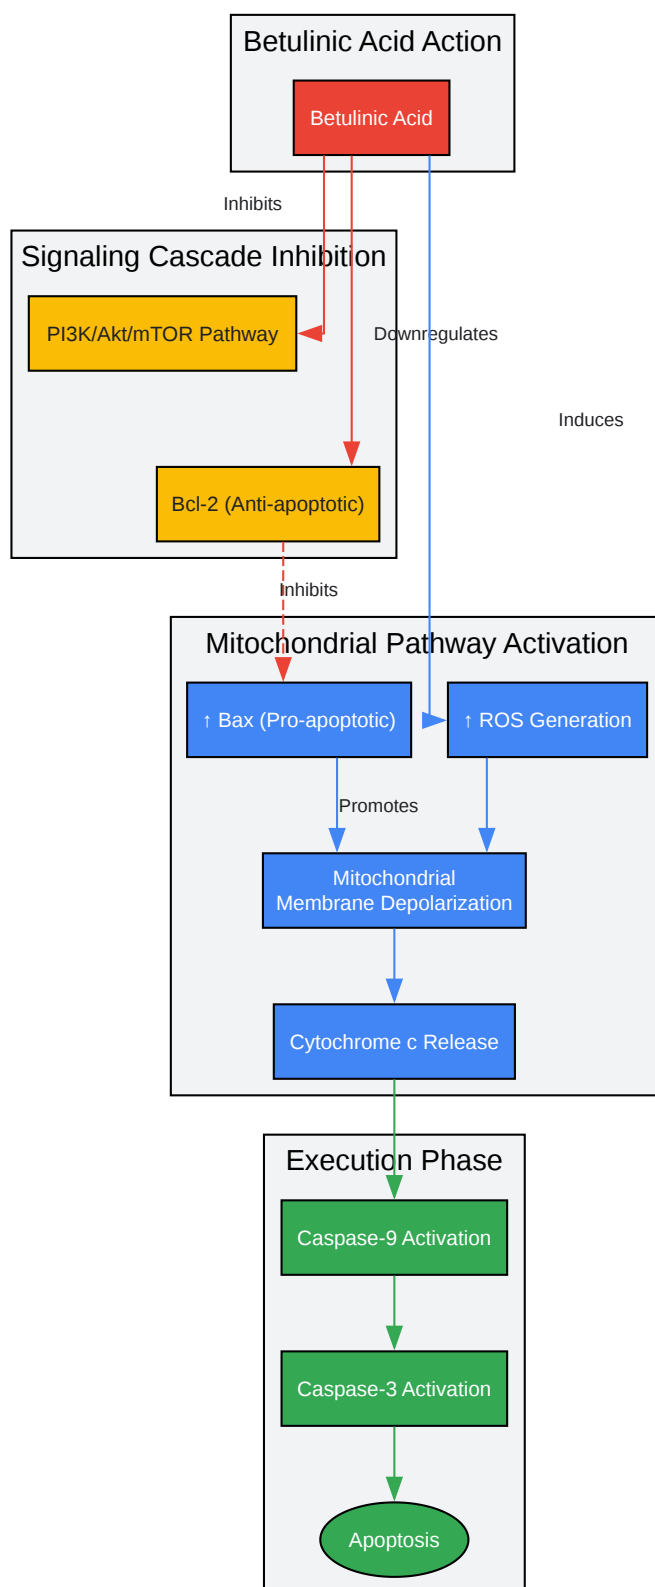 Betulinic Acid Action
Betulinic Acid
Inhibits
Signaling Cascade Inhibition
PI3K/Akt/mTOR Pathway
Downregulates
Induces
Bcl-2 (Anti-apoptotic)
Inhibits
Mitochondrial Pathway Activation
↑ Bax (Pro-apoptotic)
↑ ROS Generation
Promotes
Mitochondrial
Membrane Depolarization
Cytochrome c Release
Execution Phase
Caspase-9 Activation
Caspase-3 Activation
Apoptosis